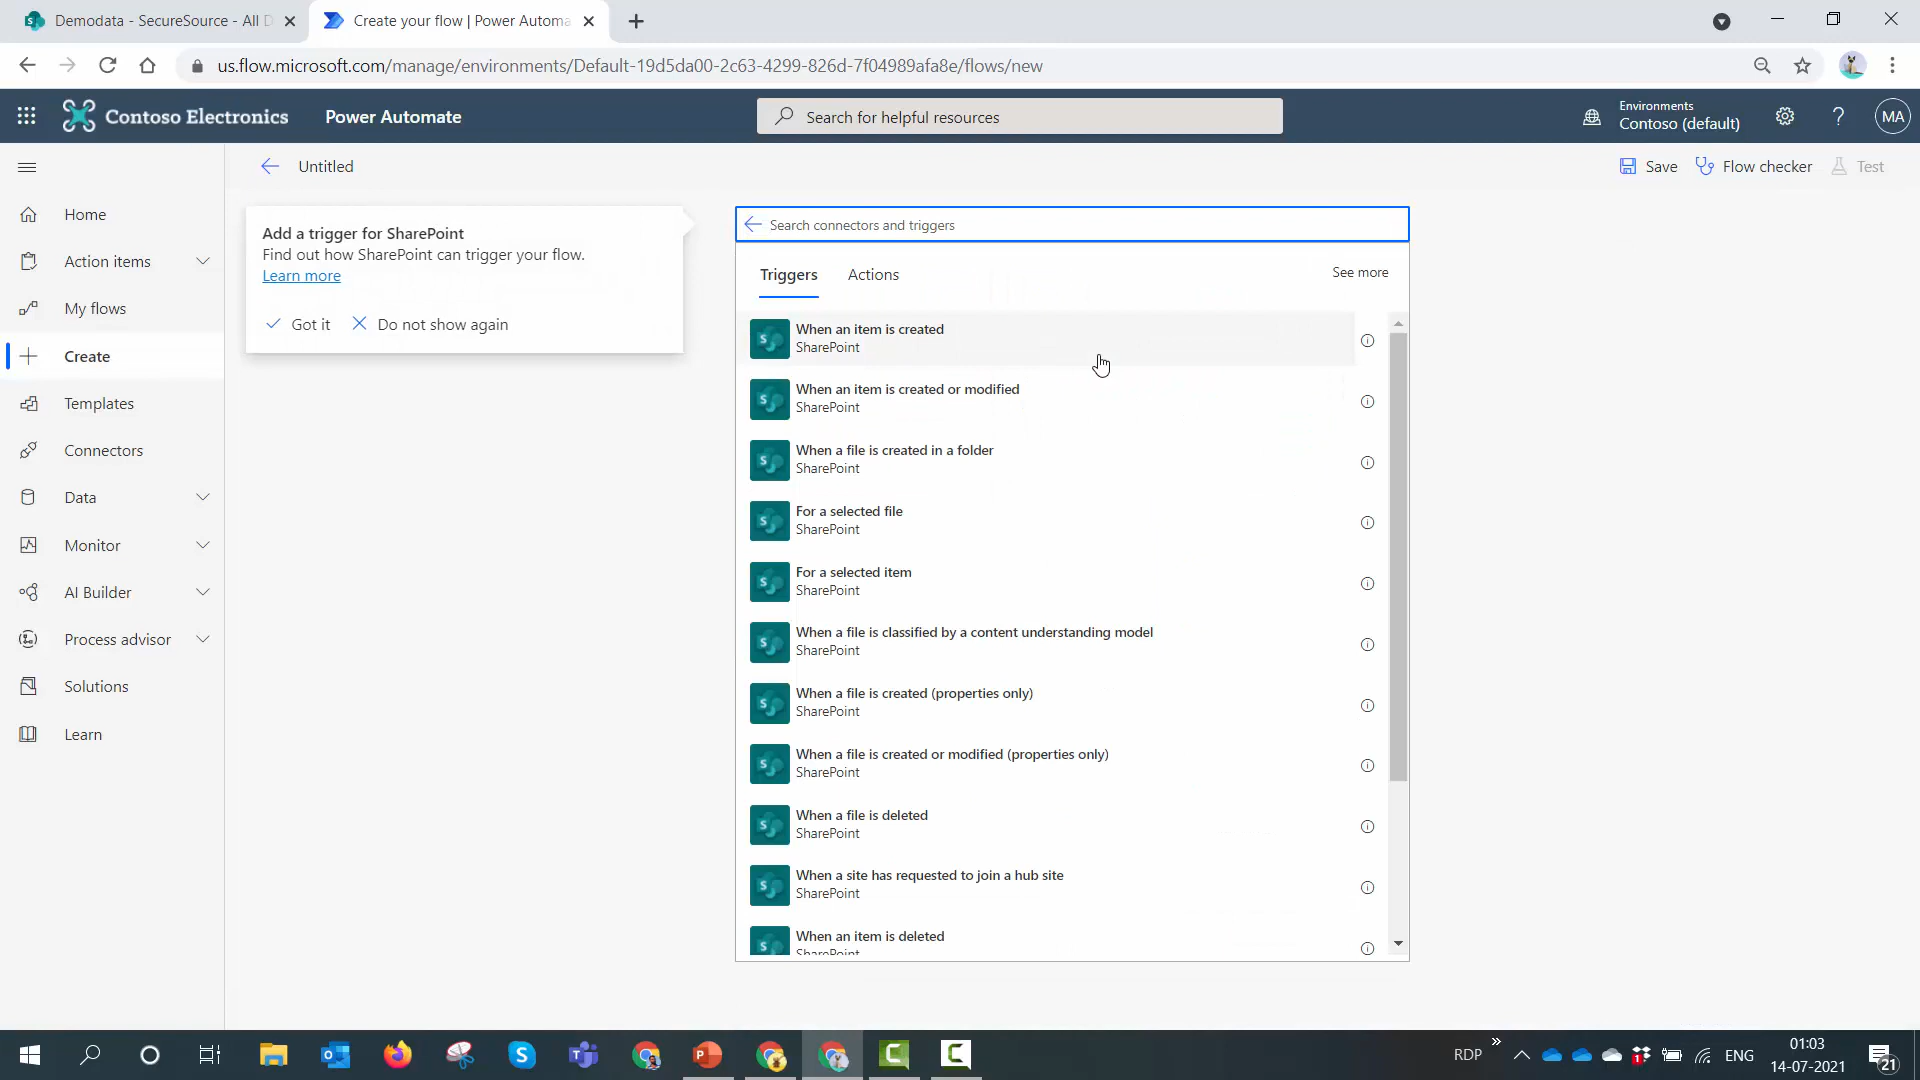 Demodata - SecureSource - All D
Create your flow | Power Automa
us.flow.microsoft.com/manage/environments/Default-19d5da00-2c63-4299-826d-7f04989afa8e/flows/new
Contoso Electronics
Power Automate
Search for helpful resources
Environments
Contoso (default)
?
MA
Untitled
Save
Flow checker
Test
Home
Action items
My flows
Create
Templates
Connectors
Data
Monitor
AI Builder
Process advisor
Solutions
Learn
Add a trigger for SharePoint
Find out how SharePoint can trigger your flow.
Learn more
Got it
Do not show again
Search connectors and triggers
Triggers
Actions
See more
When an item is created
SharePoint
When an item is created or modified
SharePoint
When a file is created in a folder
SharePoint
For a selected file
SharePoint
For a selected item
SharePoint
When a file is classified by a content understanding model
SharePoint
When a file is created (properties only)
SharePoint
When a file is created or modified (properties only)
SharePoint
When a file is deleted
SharePoint
When a site has requested to join a hub site
SharePoint
When an item is deleted
SharePoint
RDP
ENG
01:03
14-07-2021
21